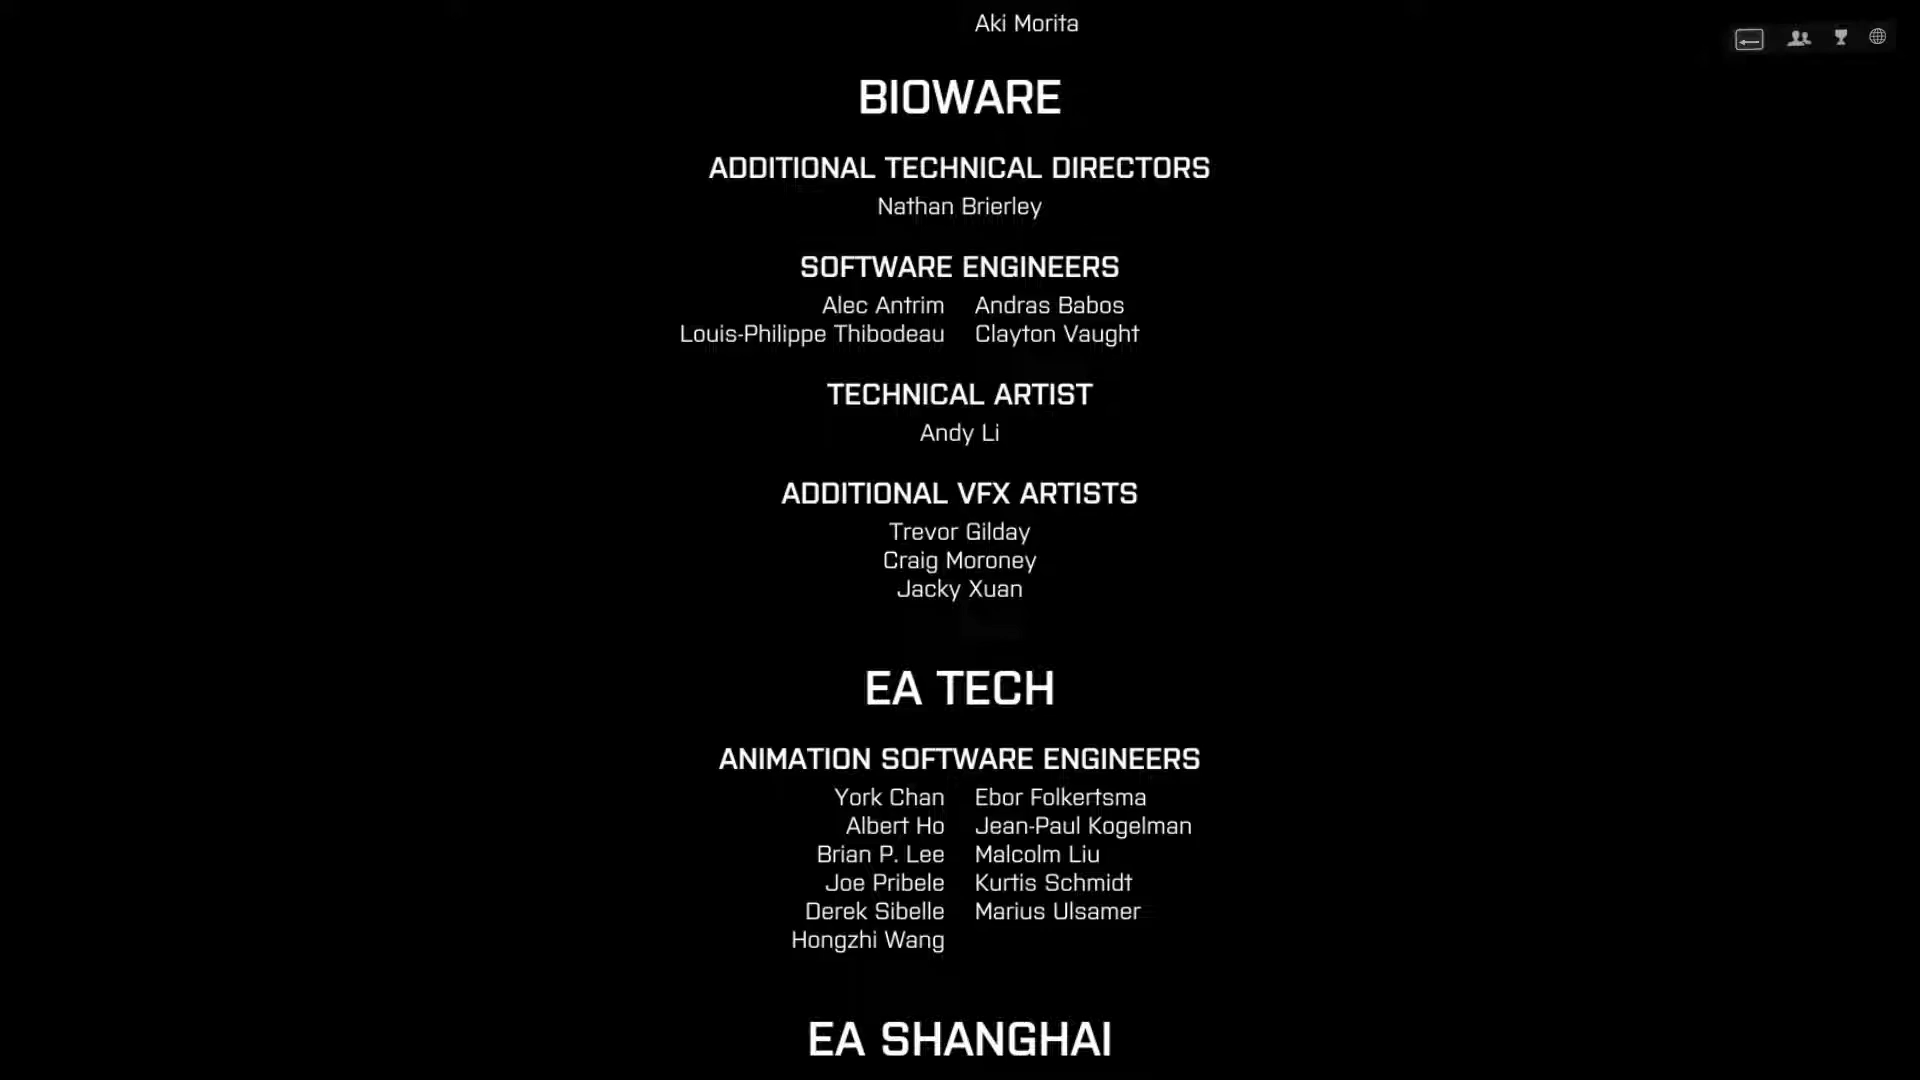 Aki Morita
BIOWARE
ADDITIONAL TECHNICAL DIRECTORS
Nathan Brierley
SOFTWARE ENGINEERS
Alec Antrim Andras Babos
Louis-Philippe Thibodeau Clayton Vaught
TECHNICAL ARTIST
Andy Li
ADDITIONAL VFX ARTISTS
Trevor Gilday
Craig Moroney
Jacky Xuan
EA TECH
ANIMATION SOFTWARE ENGINEERS
York Chan Ebor Folkertsma
Albert Ho Jean-Paul Kogelman
Brian P. Lee Malcolm Liu
Joe Pribele Kurtis Schmidt
Derek Sibelle Marius Ulsamer
Hongzhi Wang
EA SHANGHAI